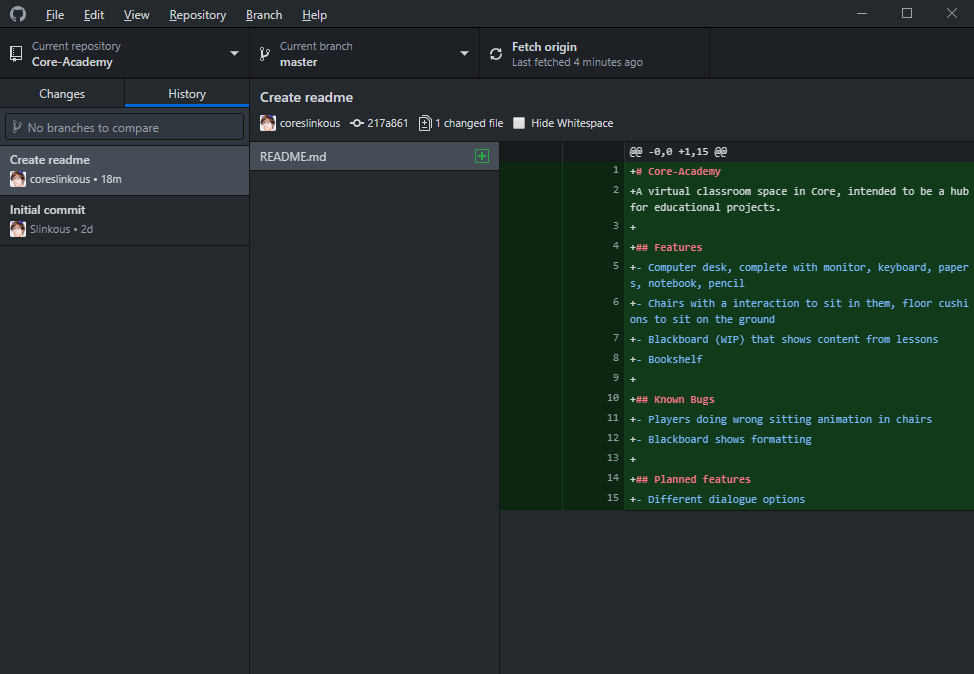 File Edit View Repository Branch Help
Current repository
Core-Academy
Current branch
master
Fetch origin
Last fetched 4 minutes ago
Changes
History
No branches to compare
Create readme
coreslinkous • 18m
Initial commit
Slinkous • 2d
Create readme
coreslinkous 217a861 1 changed file Hide Whitespace
README.md
@@ -0,0 +1,15 @@
1 +# Core-Academy
2 +A virtual classroom space in Core, intended to be a hub
for educational projects.
3 +
4 +## Features
5 +- Computer desk, complete with monitor, keyboard, paper
s, notebook, pencil
6 +- Chairs with a interaction to sit in them, floor cushi
ons to sit on the ground
7 +- Blackboard (WIP) that shows content from lessons
8 +- Bookshelf
9 +
10 +## Known Bugs
11 +- Players doing wrong sitting animation in chairs
12 +- Blackboard shows formatting
13 +
14 +## Planned features
15 +- Different dialogue options